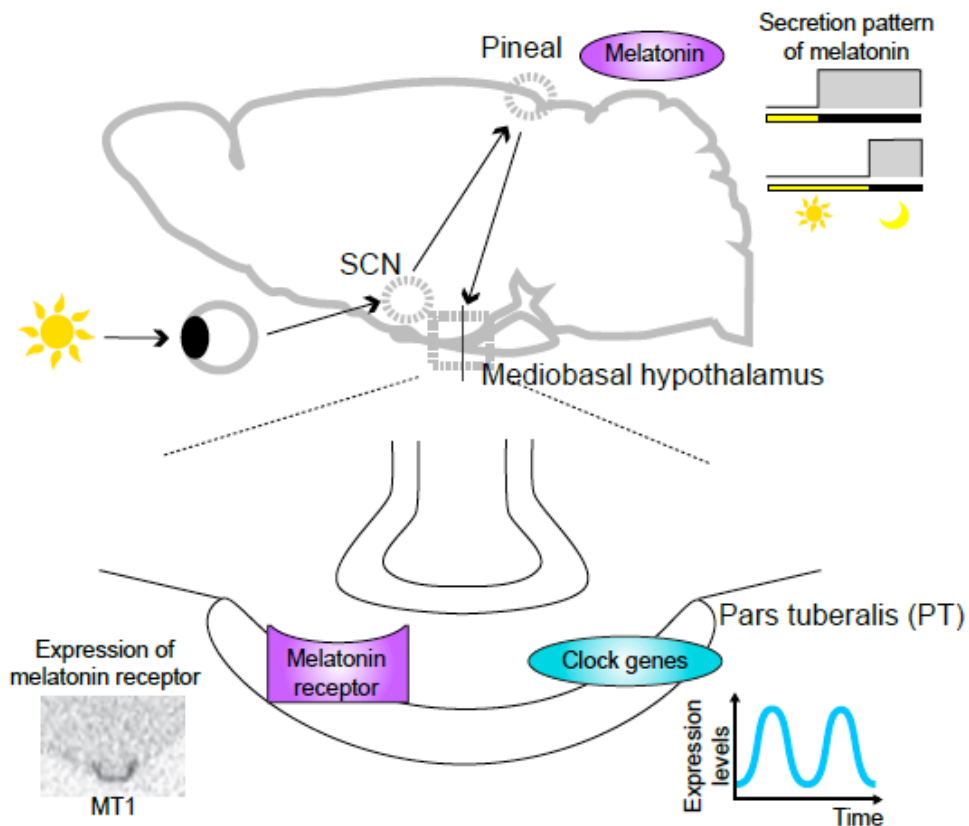 Pineal
Melatonin
Secretion pattern
of melatonin
SCN
Mediobasal hypothalamus
Pars tuberalis (PT)
Expression of
melatonin receptor
MT1
Melatonin
receptor
Clock genes
Expression
levels
Time